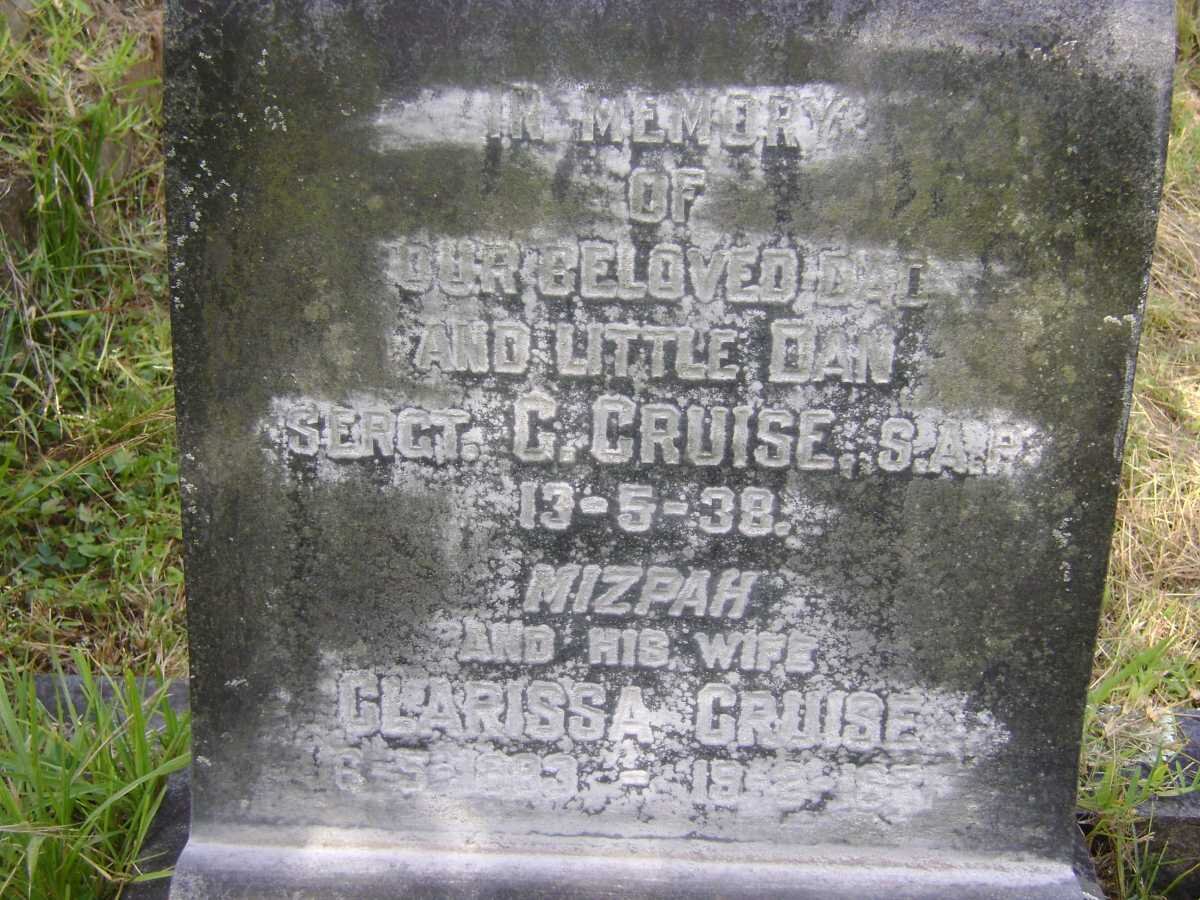 IN MEMORY
OF
OUR BELOVED DAD
AND LITTLE DAN
SERGT. C. CRUISE, S.A.P.
13-5-38.
MIZPAH
AND HIS WIFE
CLARISSA CRUISE